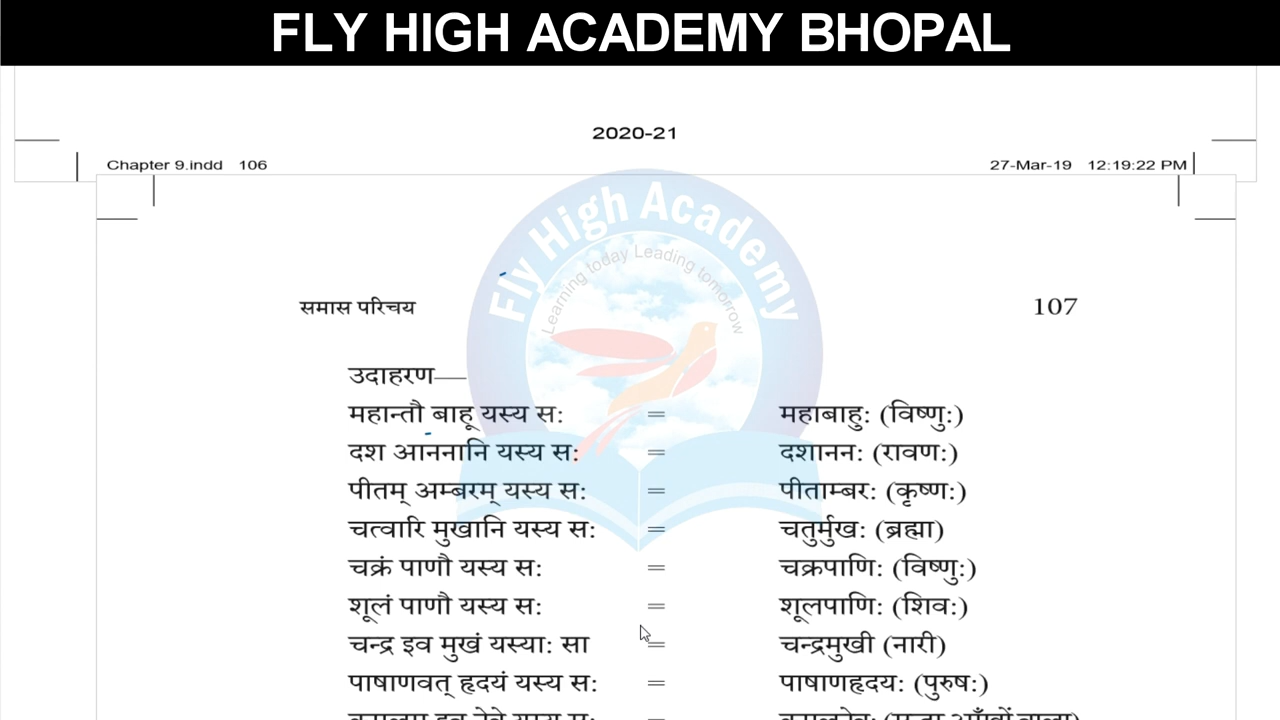 FLY HIGH ACADEMY BHOPAL
2020-21
Chapter 9.indd 106 27-Mar-19 12:19:22 PM
Fly High Academy
Learning today Leading tomorrow
समास परिचय 107
उदाहरण—
महान्तौ बाहू यस्य सः = महाबाहुः (विष्णुः)
दश आननानि यस्य सः = दशाननः (रावणः)
पीतम् अम्बरम् यस्य सः = पीताम्बरः (कृष्णः)
चत्वारि मुखानि यस्य सः = चतुर्मुखः (ब्रह्मा)
चक्रं पाणौ यस्य सः = चक्रपाणिः (विष्णुः)
शूलं पाणौ यस्य सः = शूलपाणिः (शिवः)
चन्द्र इव मुखं यस्याः सा = चन्द्रमुखी (नारी)
पाषाणवत् हृदयं यस्य सः = पाषाणहृदयः (पुरुषः)